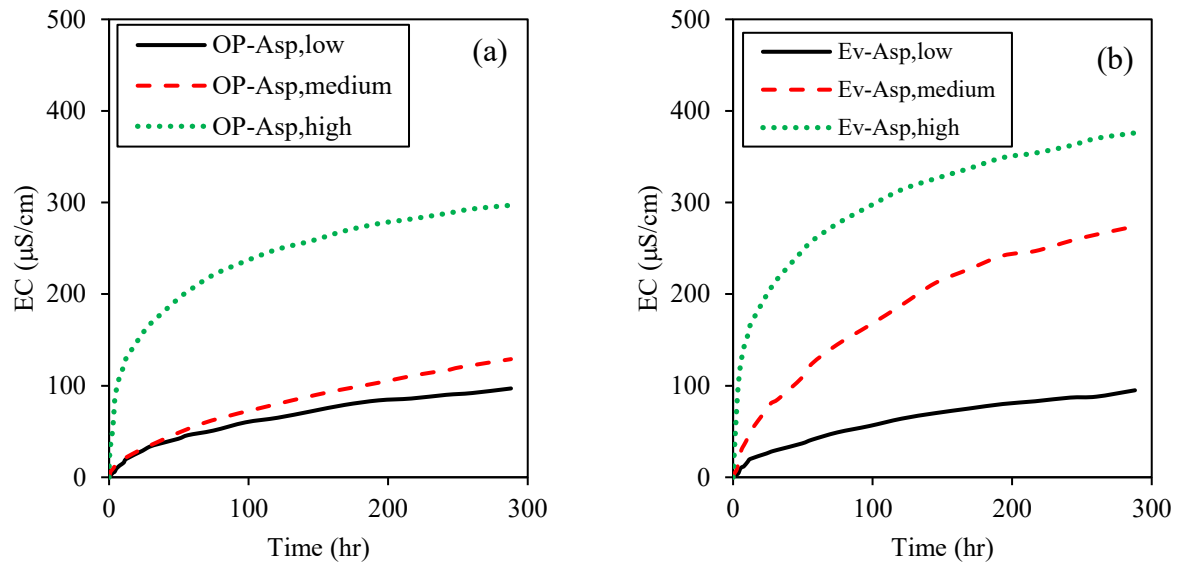 500
400
300
200
100
0
EC (µS/cm)
OP-Asp,low
OP-Asp,medium
OP-Asp,high
(a)
0
100
200
300
Time (hr)
500
400
300
200
100
0
EC (µS/cm)
Ev-Asp,low
Ev-Asp,medium
Ev-Asp,high
(b)
0
100
200
300
Time (hr)